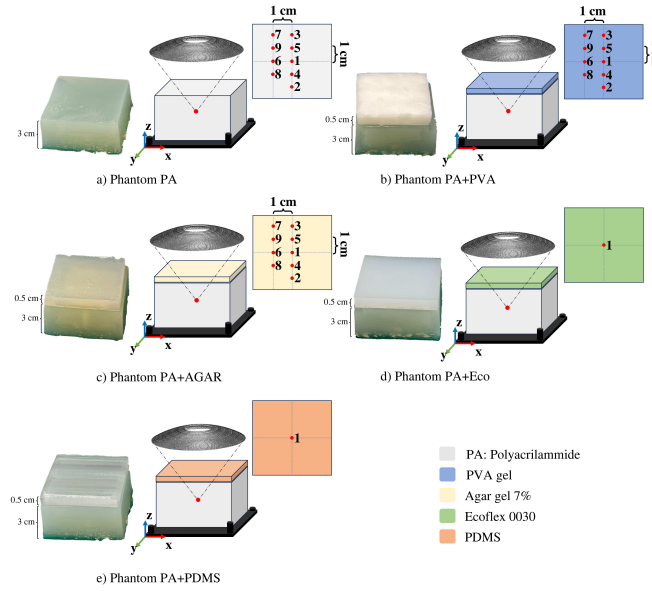 1 cm
7 3
9 5
6 1
8 4
2
1 cm
3 cm
z
y x
a) Phantom PA
1 cm
7 3
9 5
6 1
8 4
2
1 cm
0.5 cm
3 cm
z
y x
b) Phantom PA+PVA
1 cm
7 3
9 5
6 1
8 4
2
1 cm
0.5 cm
3 cm
z
y x
c) Phantom PA+AGAR
1
0.5 cm
3 cm
z
y x
d) Phantom PA+Eco
1
0.5 cm
3 cm
z
y x
e) Phantom PA+PDMS
PA: Polyacrilammide
PVA gel
Agar gel 7%
Ecoflex 0030
PDMS